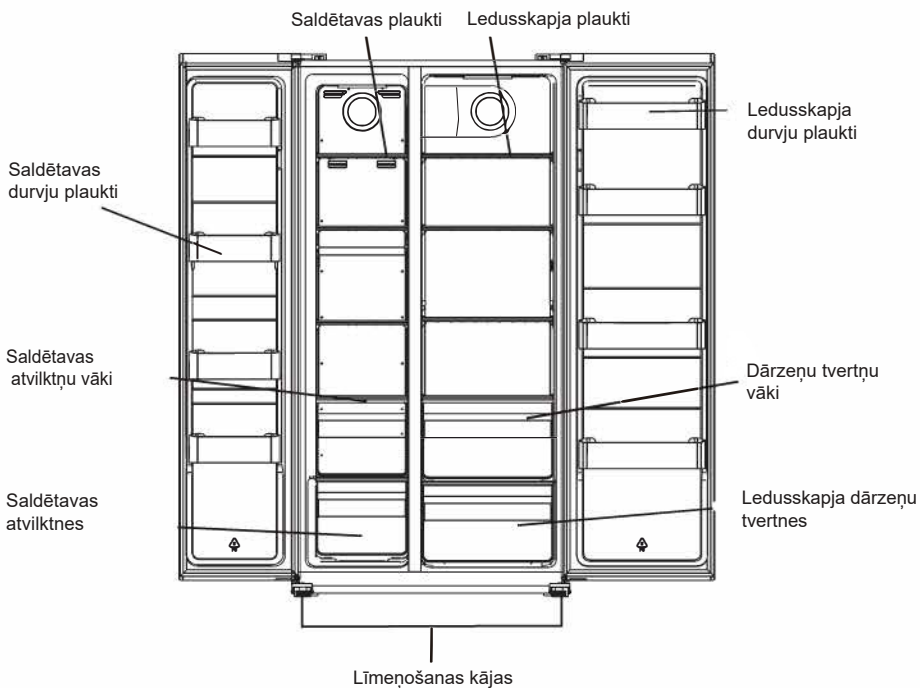 Saldētavas plaukti
Ledusskapja plaukti
Ledusskapja
durvju plaukti
Saldētavas
durvju plaukti
Saldētavas
atvilktņu vāki
Dārzeņu tvertņu
vāki
Saldētavas
atvilktnes
Ledusskapja dārzeņu
tvertnes
Līmeņošanas kājas